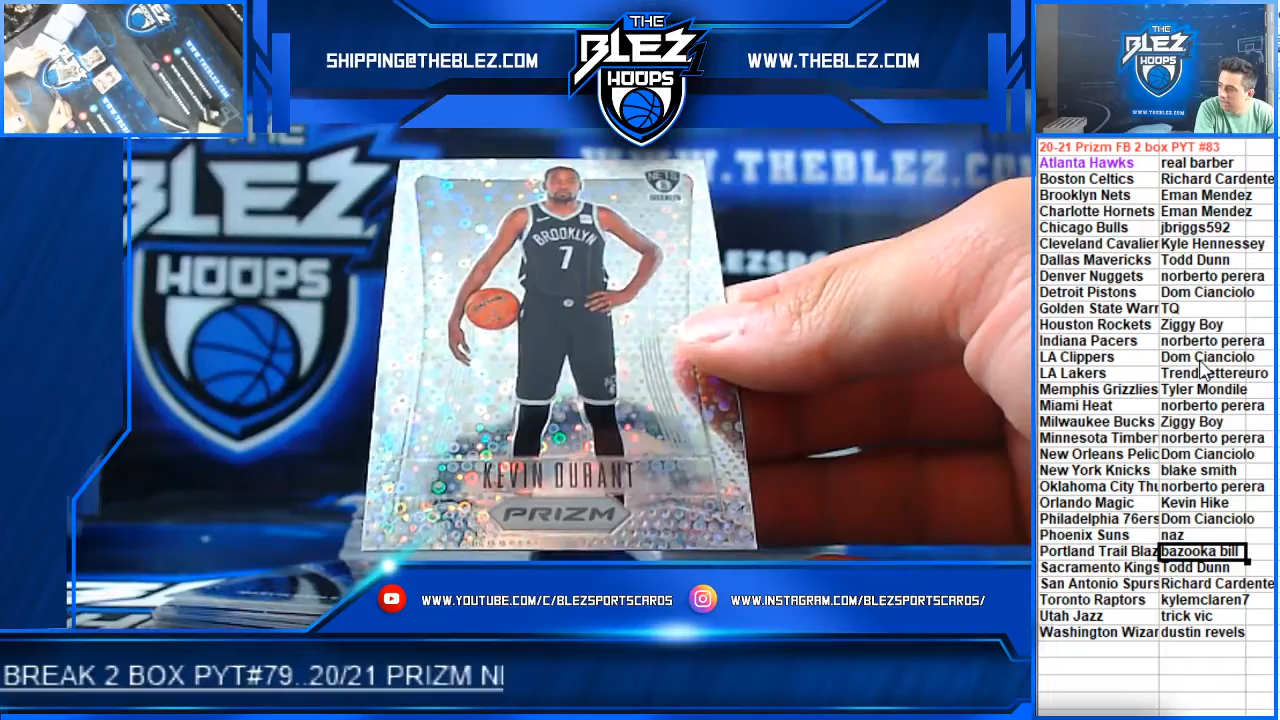 THE
BLEZ
HOOPS
SHIPPING@THEBLEZ.COM
WWW.THEBLEZ.COM
THE
BLEZ
HOOPS
WWW.THEBLEZ.COM
NETS
BROOKLYN
7
KEVIN DURANT
PRIZM
THE
BLEZ
HOOPS
20-21 Prizm FB 2 box PYT #83
Atlanta Hawks real barber
Boston Celtics Richard Cardente
Brooklyn Nets Eman Mendez
Charlotte Hornets Eman Mendez
Chicago Bulls jbriggs592
Cleveland Cavalier Kyle Hennessey
Dallas Mavericks Todd Dunn
Denver Nuggets norberto perera
Detroit Pistons Dom Cianciolo
Golden State Warr TQ
Houston Rockets Ziggy Boy
Indiana Pacers norberto perera
LA Clippers Dom Cianciolo
LA Lakers
Memphis Grizzlies Tyler Mondile
Miami Heat norberto perera
Milwaukee Bucks Ziggy Boy
Minnesota Timber norberto perera
New Orleans Pelic Dom Cianciolo
New York Knicks blake smith
Oklahoma City Thu norberto perera
Orlando Magic Kevin Hike
Philadelphia 76ers Dom Cianciolo
Phoenix Suns naz
Portland Trail Blaz bazooka bill
Sacramento Kings Todd Dunn
San Antonio Spurs Richard Cardente
Toronto Raptors kylemclaren7
Utah Jazz trick vic
Washington Wizar dustin revels
WWW.YOUTUBE.COM/C/BLEZSPORTSCARDS
WWW.INSTAGRAM.COM/BLEZSPORTSCARDS/
BREAK 2 BOX PYT#79..20/21 PRIZM